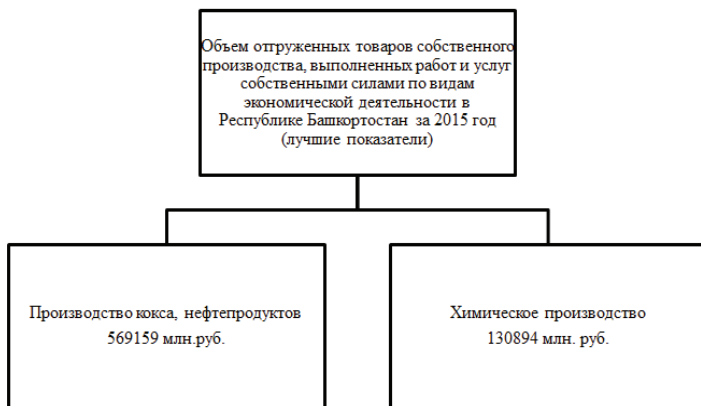 Объем отгруженных товаров собственного
производства, выполненных работ и услуг
собственными силами по видам
экономической деятельности в
Республике Башкортостан за 2015 год
(лучшие показатели)
Производство кокса, нефтепродуктов
569159 млн.руб.
Химическое производство
130894 млн. руб.